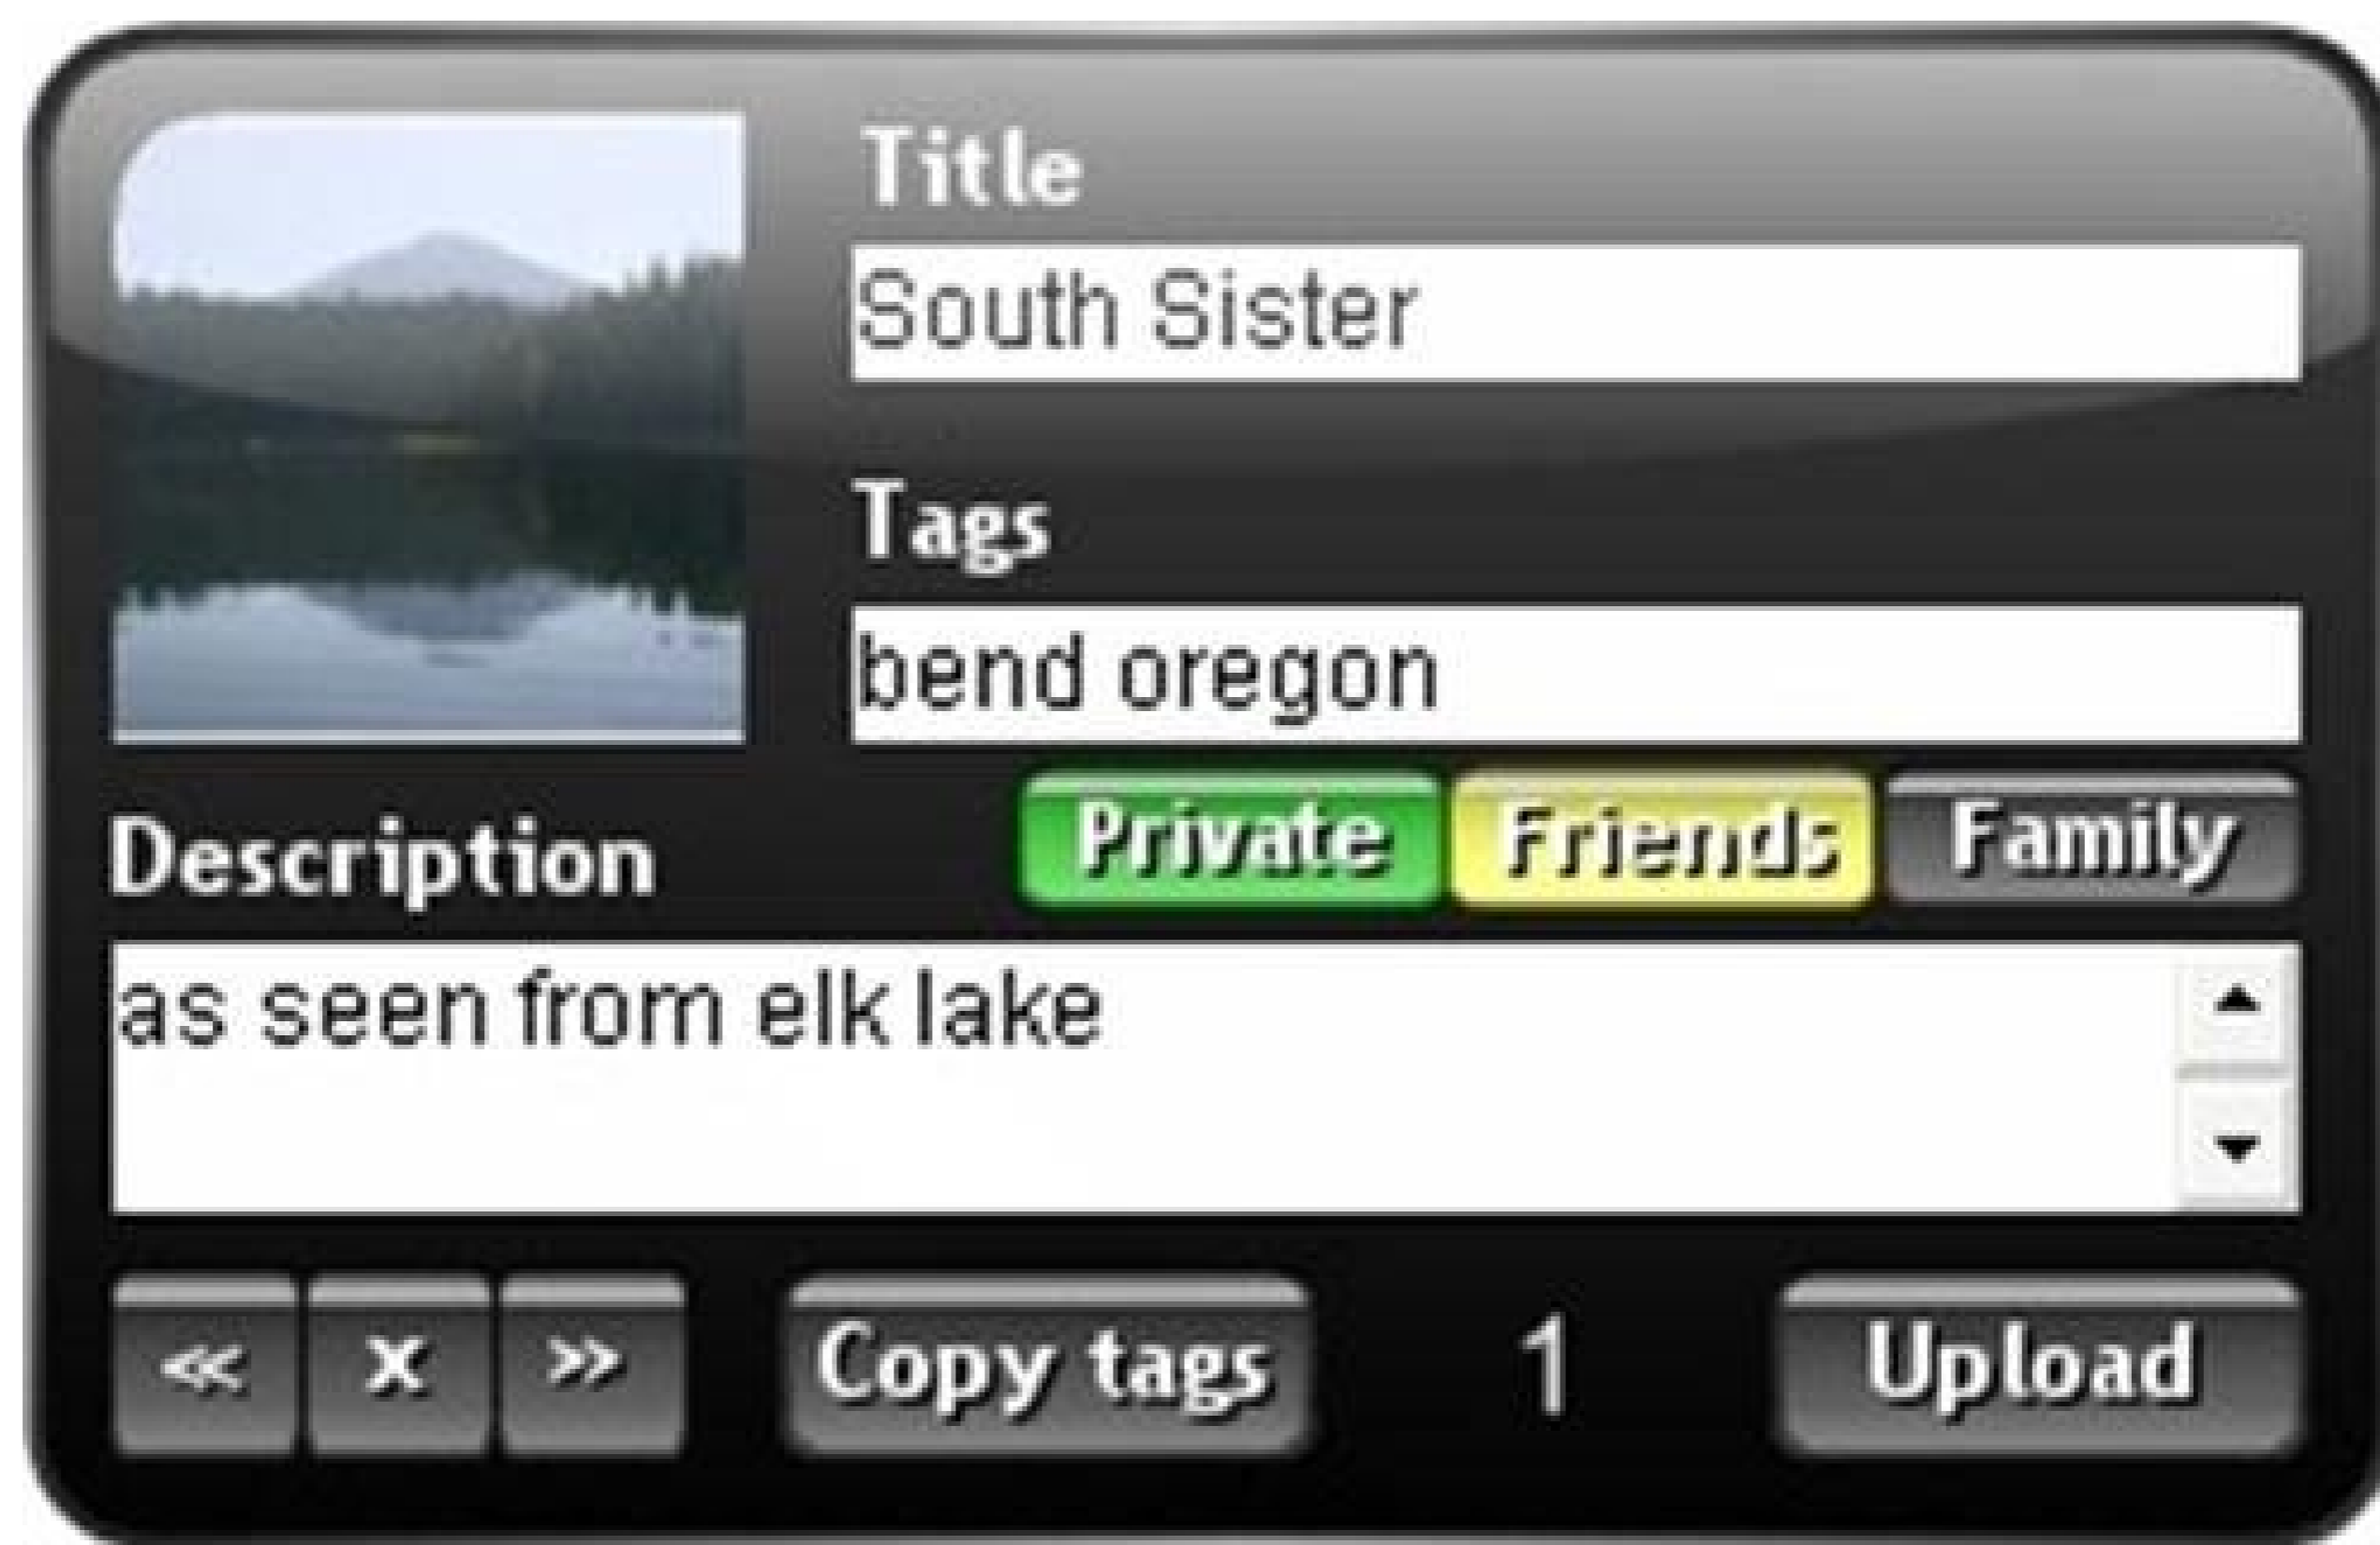 Title
South Sister
Tags
bend oregon
Private Friends Family
Description
as seen from elk lake
<< x >> Copy tags 1 Upload